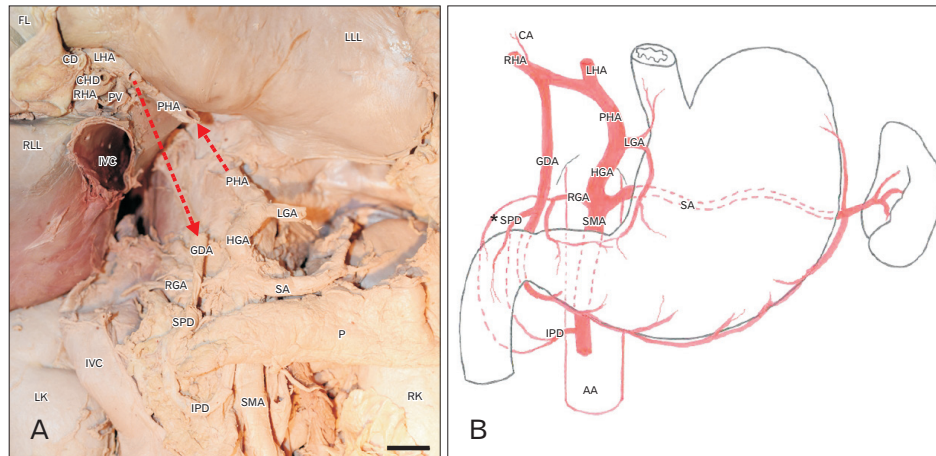 FL
LLL
CD
LHA
CHD
RHA
PV
PHA
RLL
IVC
PHA
LGA
GDA
HGA
RGA
SA
SPD
P
IVC
LK
IPD
SMA
RK
A
CA
RHA
LHA
PHA
LGA
GDA
HGA
RGA
SA
* SPD
SMA
IPD
AA
B